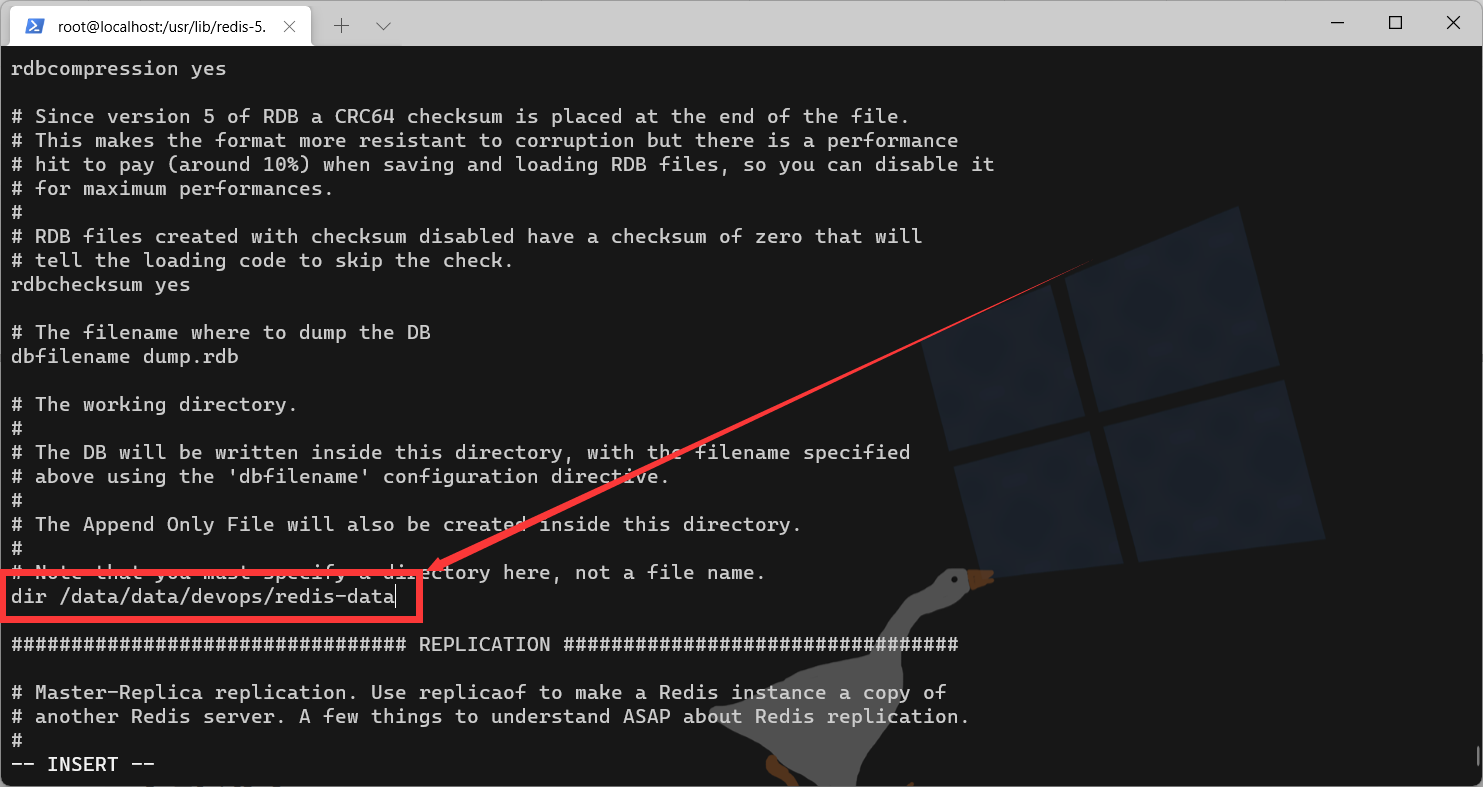 root@localhost:/usr/lib/redis-5.
rdbcompression yes
# Since version 5 of RDB a CRC64 checksum is placed at the end of the file.
# This makes the format more resistant to corruption but there is a performance
# hit to pay (around 10%) when saving and loading RDB files, so you can disable it
# for maximum performances.
#
# RDB files created with checksum disabled have a checksum of zero that will
# tell the loading code to skip the check.
rdbchecksum yes
# The filename where to dump the DB
dbfilename dump.rdb
# The working directory.
#
# The DB will be written inside this directory, with the filename specified
# above using the 'dbfilename' configuration directive.
#
# The Append Only File will also be created inside this directory.
#
# Note that you must specify a directory here, not a file name.
dir /data/data/devops/redis-data
################################# REPLICATION #################################
# Master-Replica replication. Use replicaof to make a Redis instance a copy of
# another Redis server. A few things to understand ASAP about Redis replication.
#
-- INSERT --